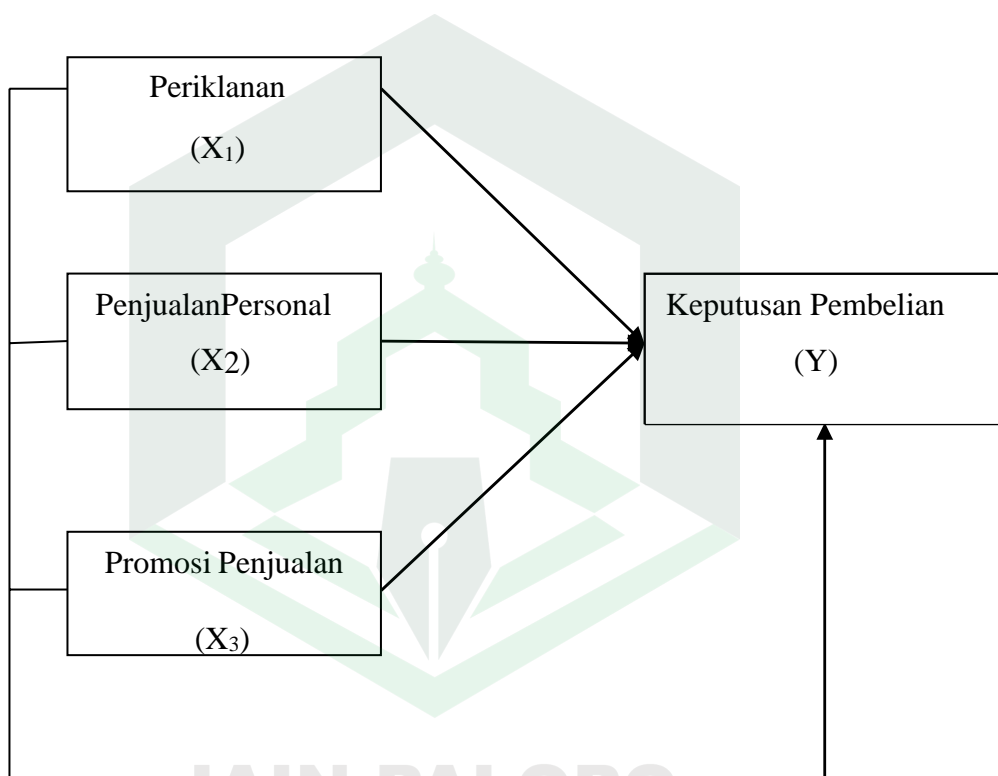 Periklanan
(X₁)
PenjualanPersonal
(X2)
Keputusan Pembelian
(Y)
Promosi Penjualan
(X₃)